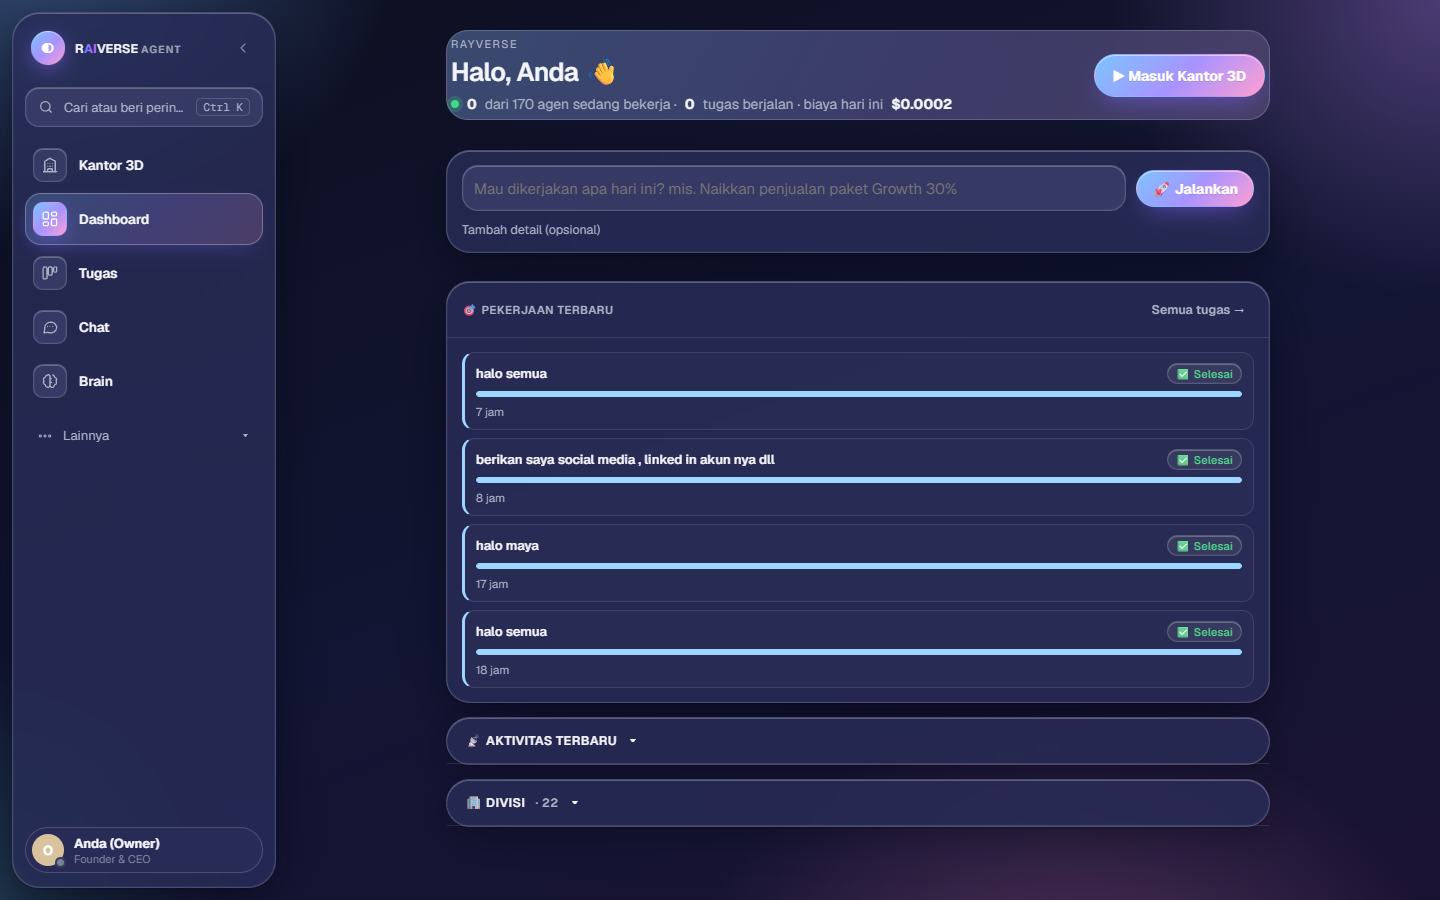 RAIVERSE AGENT
Cari atau beri perin... Ctrl K
Kantor 3D
Dashboard
Tugas
Chat
Brain
Lainnya
O
Anda (Owner)
Founder & CEO
RAYVERSE
Halo, Anda 👋
0 dari 170 agen sedang bekerja · 0 tugas berjalan · biaya hari ini $0.0002
▶ Masuk Kantor 3D
Mau dikerjakan apa hari ini? mis. Naikkan penjualan paket Growth 30%
🚀 Jalankan
Tambah detail (opsional)
🎯 PEKERJAAN TERBARU
Semua tugas →
halo semua
✅ Selesai
7 jam
berikan saya social media , linked in akun nya dll
✅ Selesai
8 jam
halo maya
✅ Selesai
17 jam
halo semua
✅ Selesai
18 jam
📡 AKTIVITAS TERBARU
🏢 DIVISI · 22